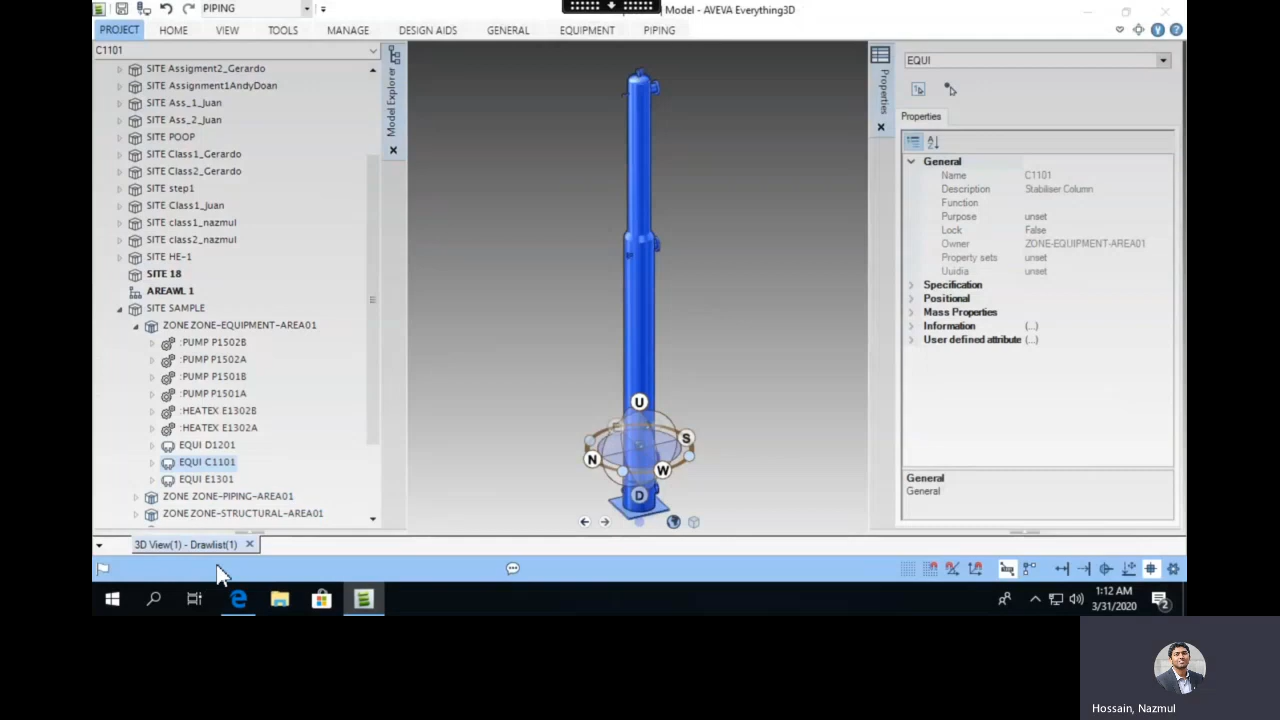 PIPING
Model - AVEVA Everything3D
PROJECT HOME VIEW TOOLS MANAGE DESIGN AIDS GENERAL EQUIPMENT PIPING
C1101
SITE Assigment2_Gerardo
SITE Assignment1AndyDoan
SITE Ass_1_Juan
SITE Ass_2_Juan
SITE POOP
SITE Class1_Gerardo
SITE Class2_Gerardo
SITE step1
SITE Class1_juan
SITE class1_nazmul
SITE class2_nazmul
SITE HE-1
SITE 18
AREAWL 1
SITE SAMPLE
ZONE ZONE-EQUIPMENT-AREA01
:PUMP P1502B
:PUMP P1502A
:PUMP P1501B
:PUMP P1501A
:HEATEX E1302B
:HEATEX E1302A
EQUI D1201
EQUI C1101
EQUI E1301
ZONE ZONE-PIPING-AREA01
ZONE ZONE-STRUCTURAL-AREA01
Model Explorer
U
S
N
W
D
Properties
EQUI
Properties
General
Name C1101
Description Stabiliser Column
Function
Purpose unset
Lock False
Owner ZONE-EQUIPMENT-AREA01
Property sets unset
Uuidia unset
Specification
Positional
Mass Properties
Information (...)
User defined attribute (...)
General
General
3D View(1) - Drawlist(1)
1:12 AM
3/31/2020
2
Hossain, Nazmul